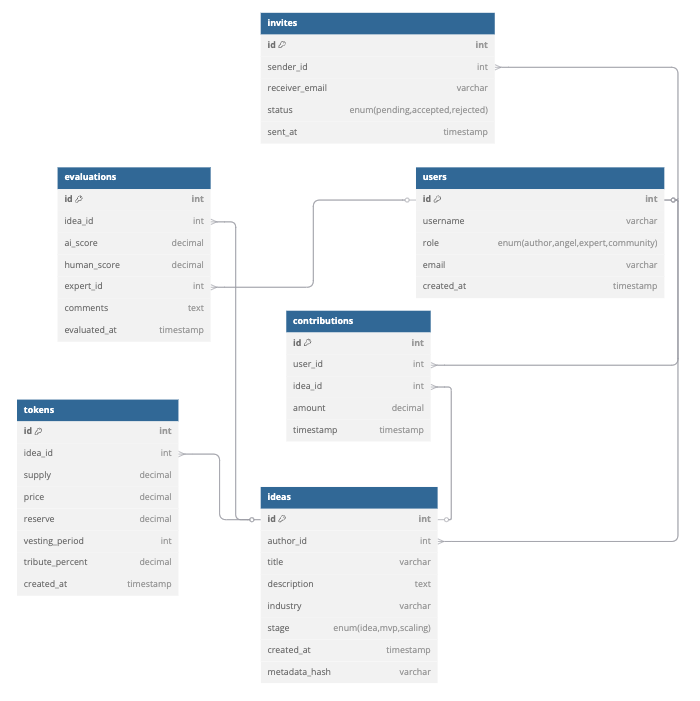 invites
id int
sender_id int
receiver_email varchar
status enum(pending,accepted,rejected)
sent_at timestamp
evaluations
id int
idea_id int
ai_score decimal
human_score decimal
expert_id int
comments text
evaluated_at timestamp
users
id int
username varchar
role enum(author,angel,expert,community)
email varchar
created_at timestamp
contributions
id int
user_id int
idea_id int
amount decimal
timestamp timestamp
tokens
id int
idea_id int
supply decimal
price decimal
reserve decimal
vesting_period int
tribute_percent decimal
created_at timestamp
ideas
id int
author_id int
title varchar
description text
industry varchar
stage enum(idea,mvp,scaling)
created_at timestamp
metadata_hash varchar